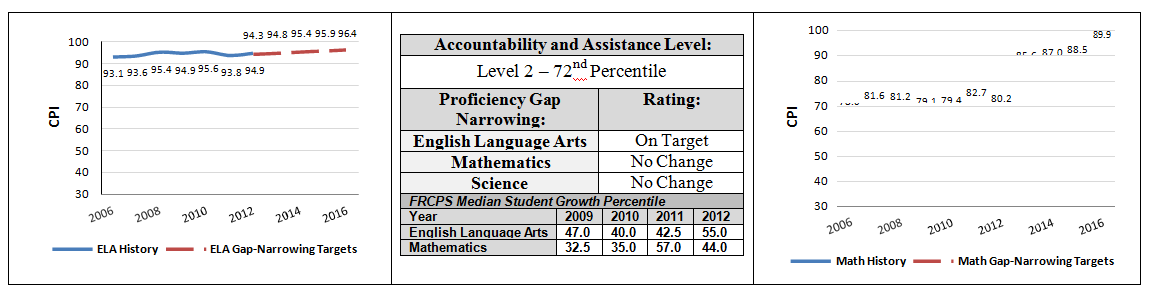 94.3 94.8 95.4 95.9 96.4
100
90
80
70
60
50
40
30
CPI
93.1 93.6 95.4 94.9 95.6 93.8 94.9
2006 2008 2010 2012 2014 2016
ELA History ELA Gap-Narrowing Targets
Accountability and Assistance Level:
Level 2 – 72nd Percentile
Proficiency Gap Rating:
Narrowing:
English Language Arts On Target
Mathematics No Change
Science No Change
FRCPS Median Student Growth Percentile
Year 2009 2010 2011 2012
English Language Arts 47.0 40.0 42.5 55.0
Mathematics 32.5 35.0 57.0 44.0
89.9
100
90
80
70
60
50
40
30
CPI
87.0 88.5
81.6 81.2 79.1 79.4 82.7 80.2
2006 2008 2010 2012 2014 2016
Math History Math Gap-Narrowing Targets